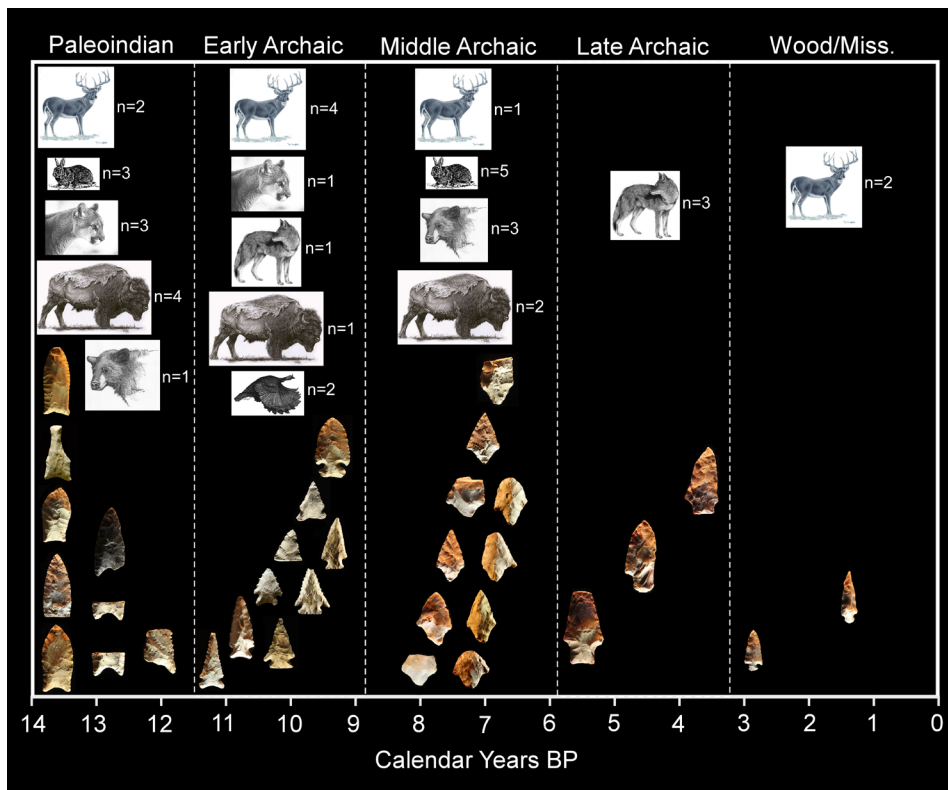 Paleoindian Early Archaic Middle Archaic Late Archaic Wood/Miss.
n=2 n=4 n=1
n=2
n=3 n=1 n=5 n=3
n=3 n=1 n=3
n=4 n=1 n=2
n=1 n=2
14 13 12 11 10 9 8 7 6 5 4 3 2 1 0
Calendar Years BP